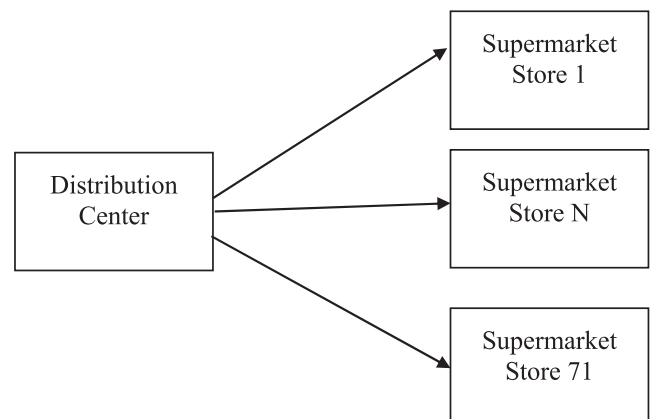 Supermarket
Store 1
Distribution
Center
Supermarket
Store N
Supermarket
Store 71